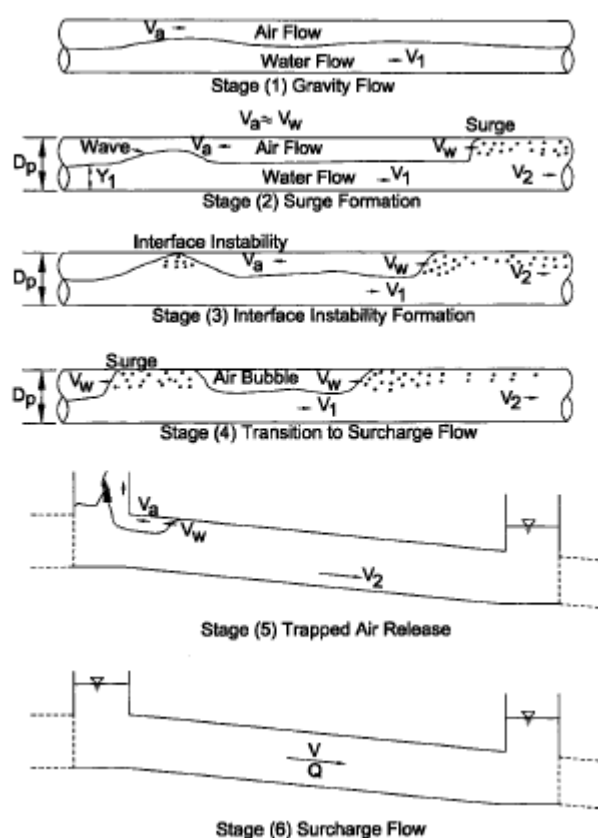 Va Air Flow
Water Flow V1
Stage (1) Gravity Flow
Va≈ Vw Surge
Dp Wave Va Air Flow Vw
Y1 Water Flow V1 V2
Stage (2) Surge Formation
Interface Instability
Dp Va Vw V2
V1
Stage (3) Interface Instability Formation
Surge
Dp Vw Air Bubble Vw
V1 V2
Stage (4) Transition to Surcharge Flow
Va
Vw
V2
Stage (5) Trapped Air Release
V
Q
Stage (6) Surcharge Flow